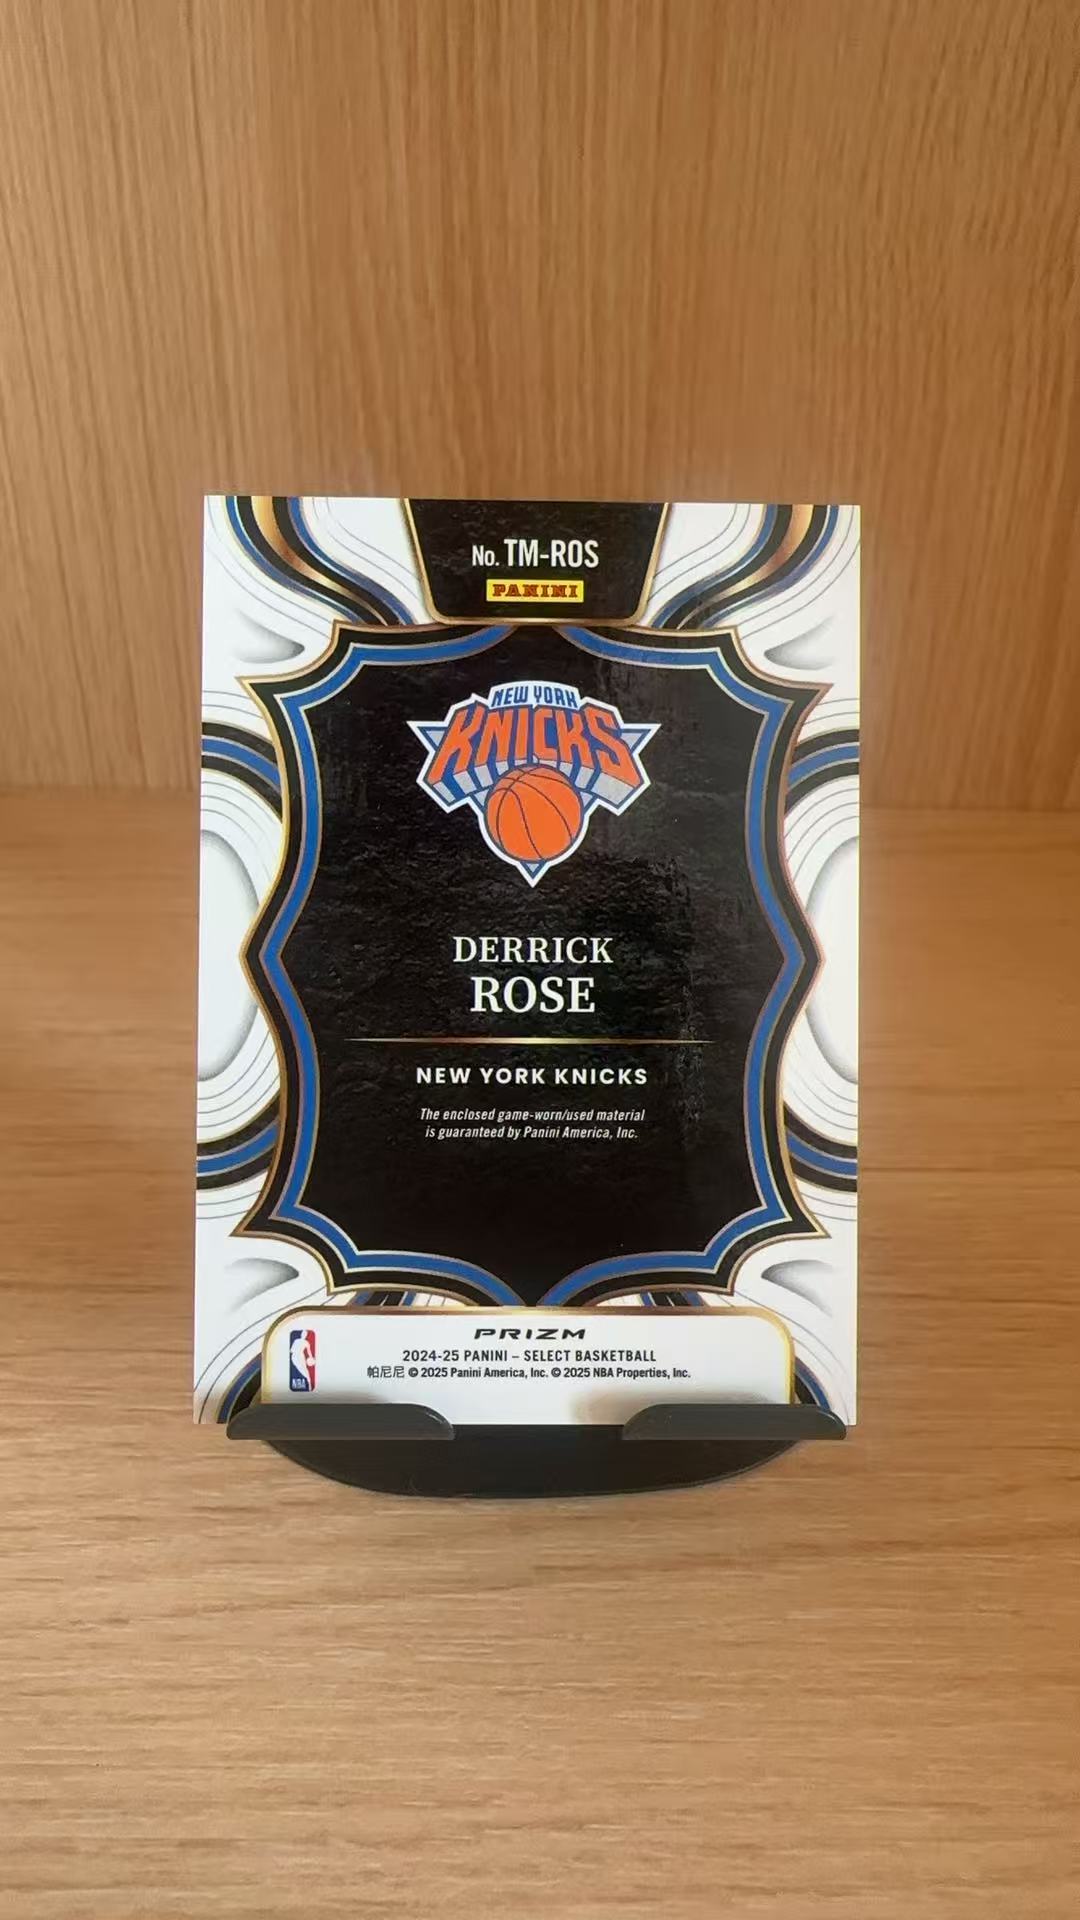 No. TM-ROS
PANINI
NEW YORK
KNICKS
DERRICK
ROSE
NEW YORK KNICKS
The enclosed game-worn/used material
is guaranteed by Panini America, Inc.
PRIZM
2024-25 PANINI – SELECT BASKETBALL
帕尼尼 © 2025 Panini America, Inc. © 2025 NBA Properties, Inc.
NBA